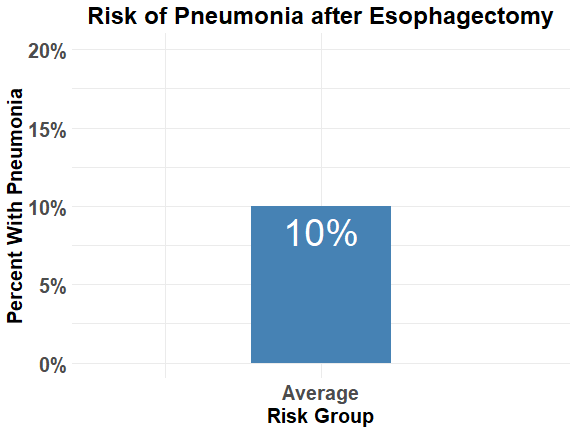 Risk of Pneumonia after Esophagectomy
Percent With Pneumonia
20%
15%
10%
5%
0%
10%
Average
Risk Group